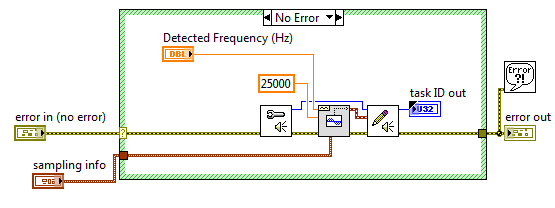 No Error
Detected Frequency (Hz)
DBL
25000
task ID out
U32
Error
?!
error in (no error)
?
error out
sampling info